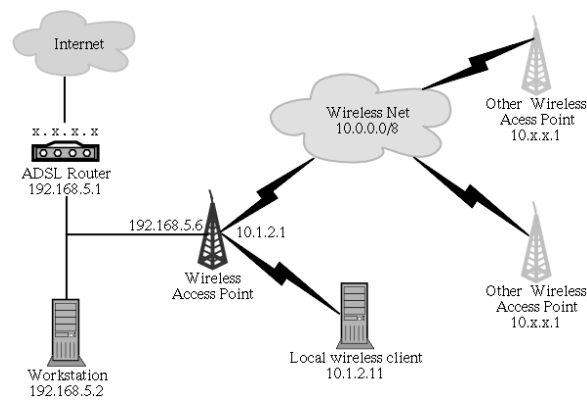 Internet
x.x.x.x
ADSL Router
192.168.5.1
Wireless Net
10.0.0.0/8
Other Wireless
Acess Point
10.x.x.1
192.168.5.6
10.1.2.1
Wireless
Access Point
Other Wireless
Access Point
10.x.x.1
Workstation
192.168.5.2
Local wireless client
10.1.2.11